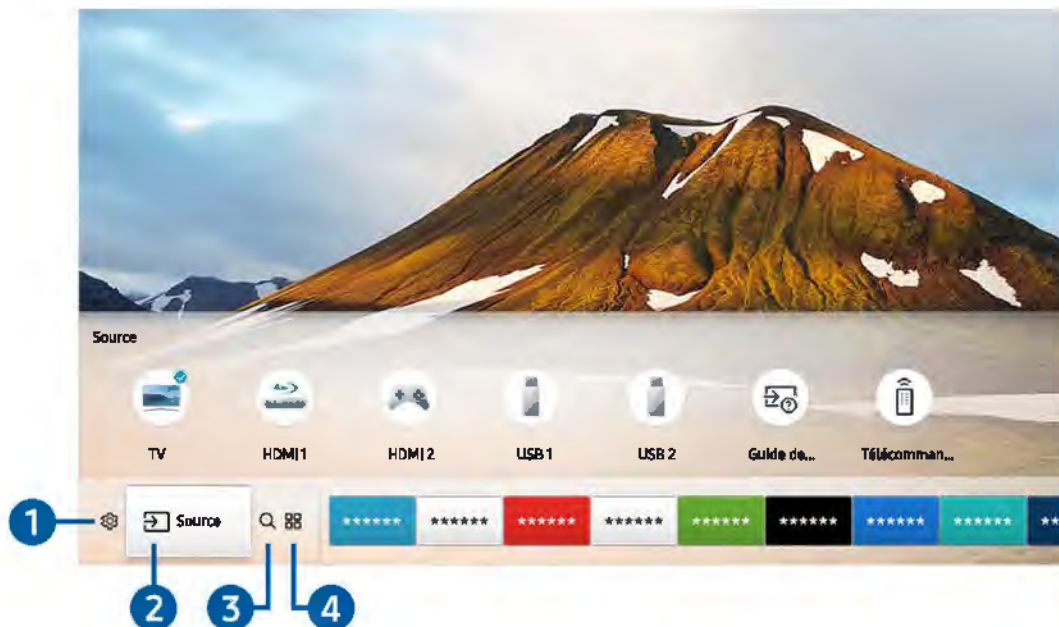 Source
TV
HDMI 1
HDMI 2
USB 1
USB 2
Guide de...
Télécomman...
1
Source
****** ****** ****** ****** ****** ****** ****** ****** **
2
3
4